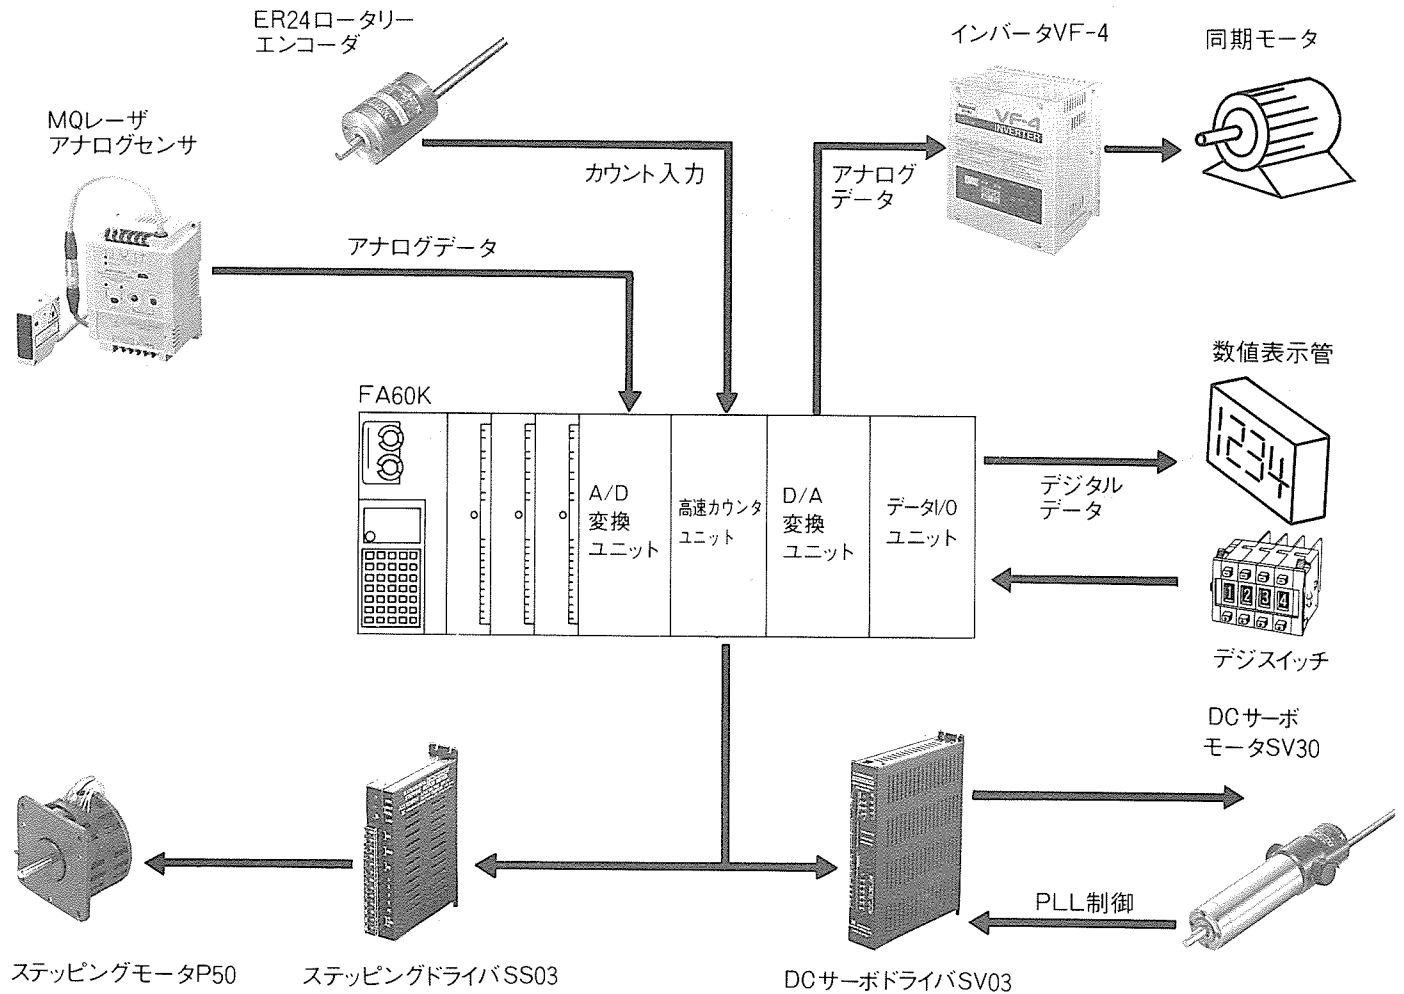 ER24ロータリー
エンコーダ
インバータVF-4
同期モータ
MQレーザ
アナログセンサ
VF-4
INVERTER
カウント入力
アナログ
データ
アナログデータ
数値表示管
1234
FA60K
A/D
変換
ユニット
高速カウンタ
ユニット
D/A
変換
ユニット
データI/O
ユニット
デジタル
データ
1 2 3 4
デジスイッチ
DCサーボ
モータSV30
PLL制御
ステッピングモータP50
ステッピングドライバSS03
DCサーボドライバSV03